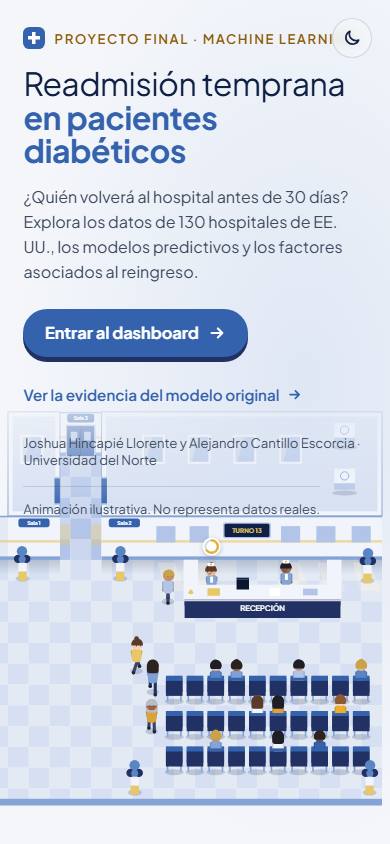 PROYECTO FINAL · MACHINE LEARNI
Readmisión temprana
en pacientes
diabéticos
¿Quién volverá al hospital antes de 30 días?
Explora los datos de 130 hospitales de EE.
UU., los modelos predictivos y los factores
asociados al reingreso.
Entrar al dashboard →
Ver la evidencia del modelo original →
Sala 3
Joshua Hincapié Llorente y Alejandro Cantillo Escorcia ·
Universidad del Norte
Animación ilustrativa. No representa datos reales.
Sala 1
Sala 2
TURNO 13
RECEPCIÓN